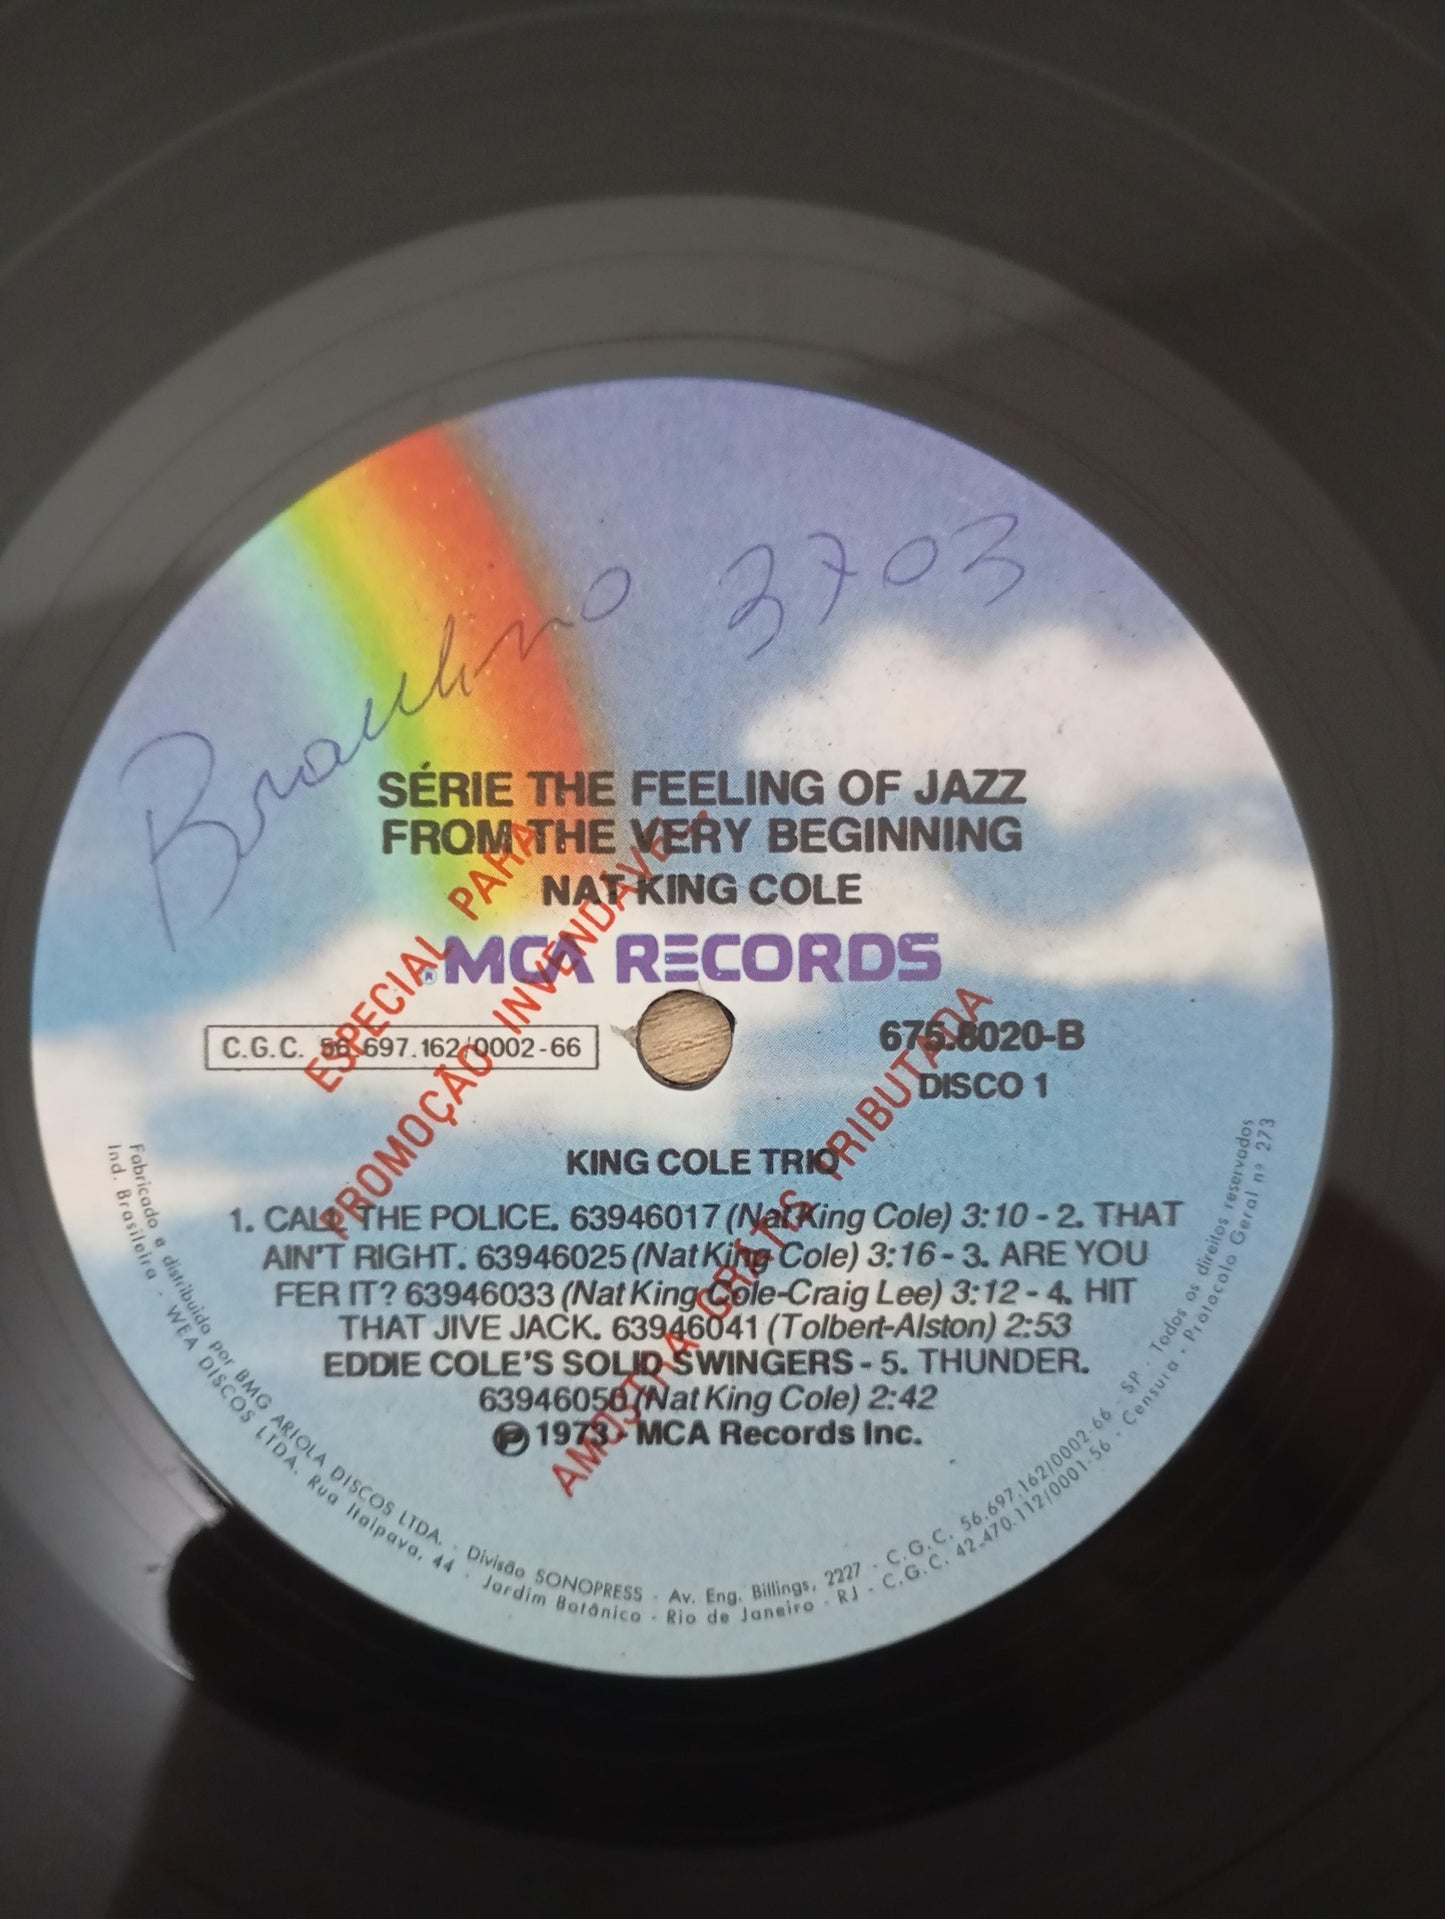 Braulino 3703
SÉRIE THE FEELING OF JAZZ
FROM THE VERY BEGINNING
NAT KING COLE
® MCA RECORDS
C.G.C. 56.697.162/0002-66
675.8020-B
DISCO 1
ESPECIAL PARA
PROMOÇÃO INVENDÁVEL.
AMOSTRA GRÁTIS TRIBUTADA
KING COLE TRIO
1. CALL THE POLICE. 63946017 (Nat King Cole) 3:10 - 2. THAT
AIN'T RIGHT. 63946025 (Nat King Cole) 3:16 - 3. ARE YOU
FER IT? 63946033 (Nat King Cole-Craig Lee) 3:12 - 4. HIT
THAT JIVE JACK. 63946041 (Tolbert-Alston) 2:53
EDDIE COLE'S SOLID SWINGERS - 5. THUNDER.
63946050 (Nat King Cole) 2:42
Ⓟ 1973 - MCA Records Inc.
Fabricado e distribuído por BMG ARIOLA DISCOS LTDA. · Divisão SONOPRESS · Av. Eng. Billings, 2227 · C.G.C. 56.697.162/0002-66 · SP · Todos os direitos reservados
Ind. Brasileira · WEA DISCOS LTDA. Rua Itaipava, 44 · Jardim Botânico · Rio de Janeiro · RJ · C.G.C. 42.470.112/0001-56 · Censura · Protocolo Geral nº 273